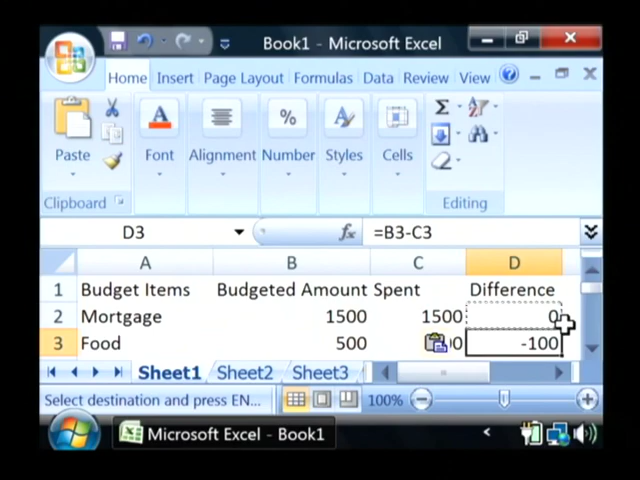 Book1 - Microsoft Excel
Home Insert Page Layout Formulas Data Review View
Paste Font Alignment Number Styles Cells
Clipboard Editing
D3 fx =B3-C3
A B C D
1 Budget Items Budgeted Amount Spent Difference
2 Mortgage 1500 1500 0
3 Food 500 -100
Sheet1 Sheet2 Sheet3
Select destination and press EN... 100%
Microsoft Excel - Book1